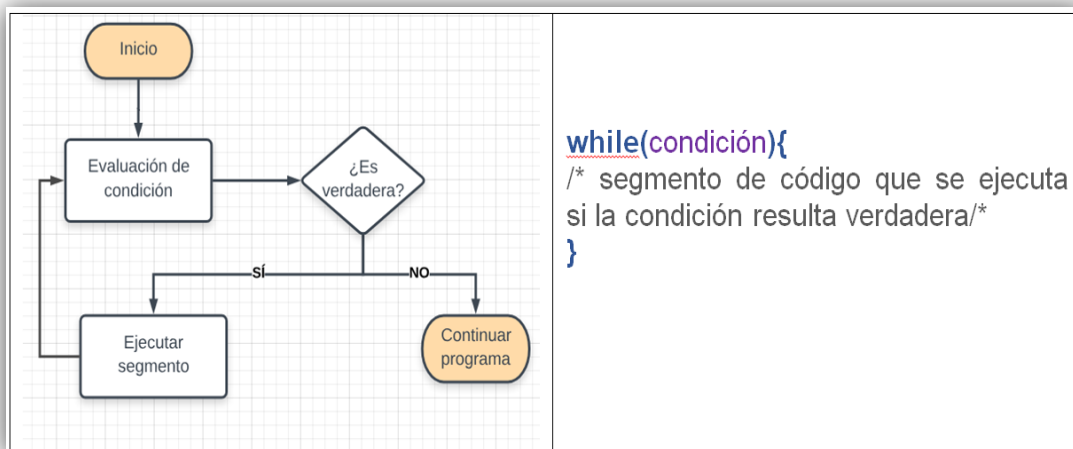 Inicio
Evaluación de
condición
¿Es
verdadera?
SÍ
NO
Ejecutar
segmento
Continuar
programa
while(condición){
/* segmento de código que se ejecuta
si la condición resulta verdadera/*
}